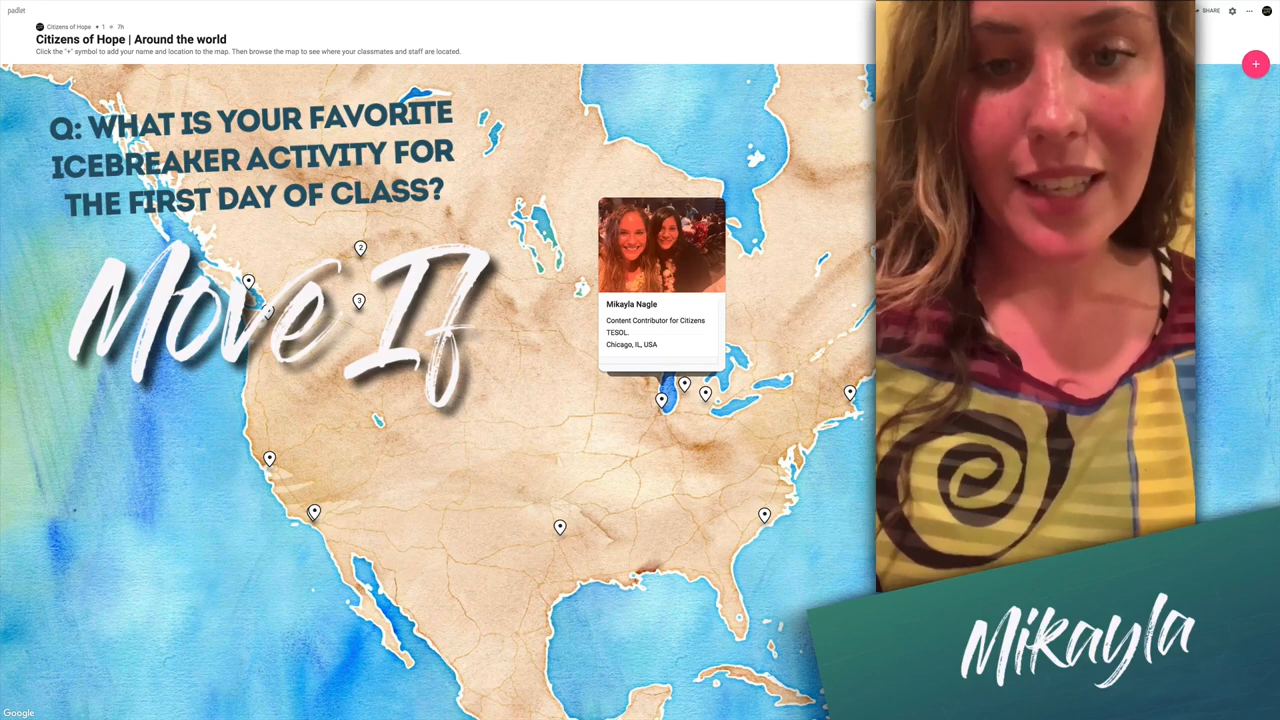 padlet
SHARE
Citizens of Hope • 1 7h
Citizens of Hope | Around the world
Click the "+" symbol to add your name and location to the map. Then browse the map to see where your classmates and staff are located.
Q: WHAT IS YOUR FAVORITE
ICEBREAKER ACTIVITY FOR
THE FIRST DAY OF CLASS?
Move If
2
3
Mikayla Nagle
Content Contributor for Citizens
TESOL.
Chicago, IL, USA
Mikayla
Google